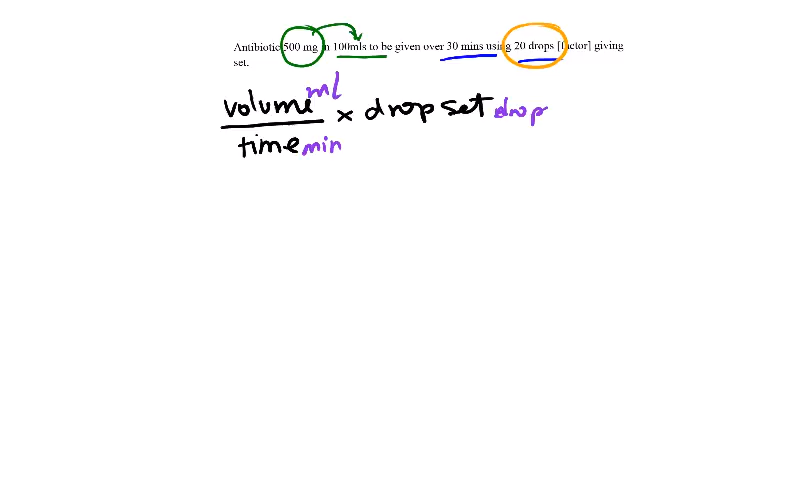 Antibiotic 500 mg in 100mls to be given over 30 mins using 20 drops [factor] giving
set.
volume ml
time min
× drop set drop